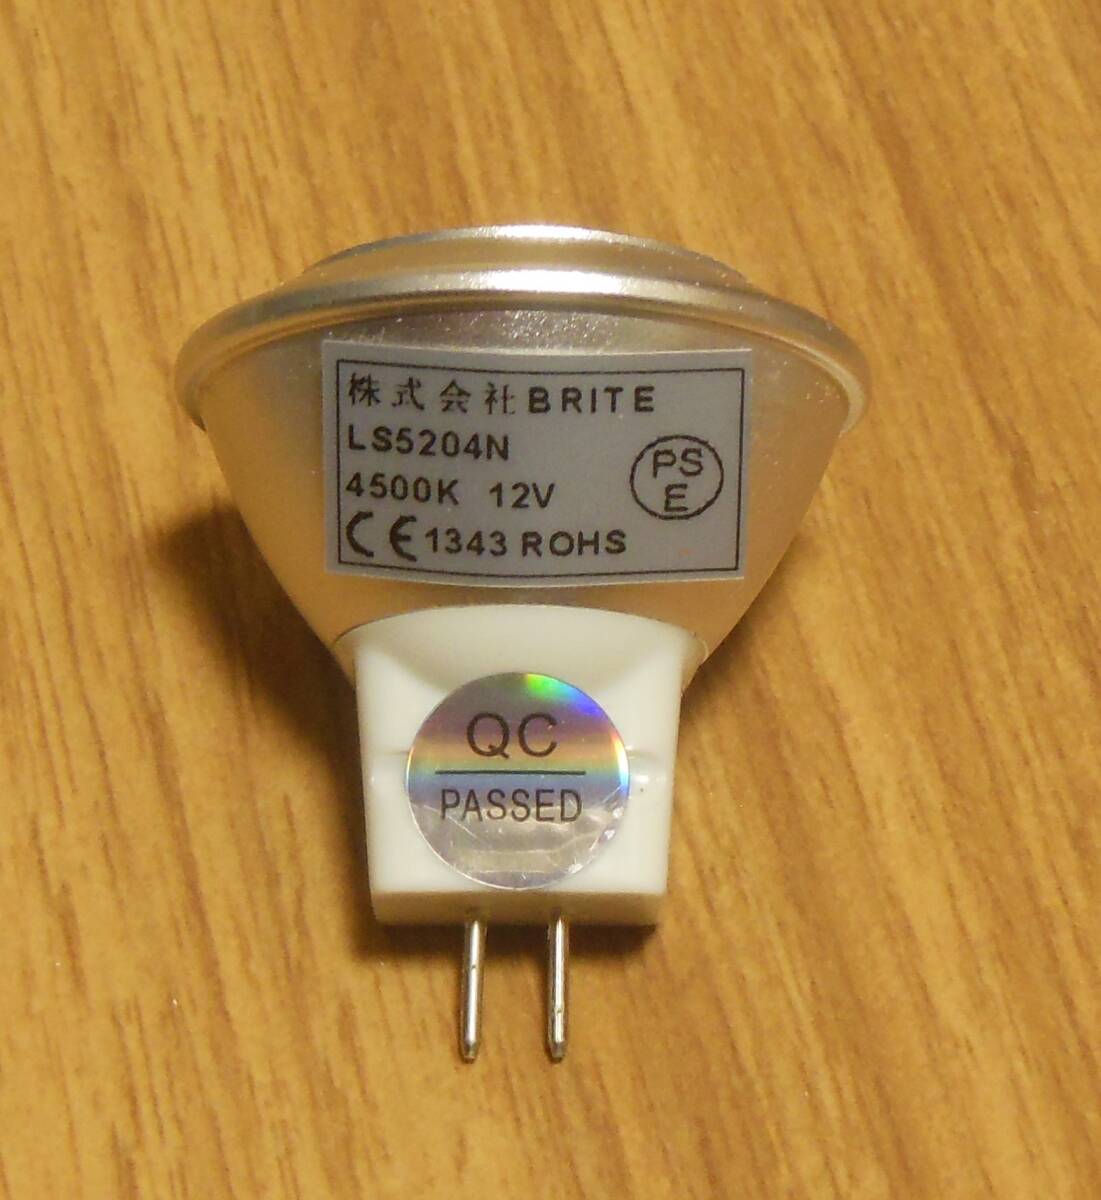 株式会社BRITE
LS5204N
4500K 12V
PS
E
CE 1343 ROHS
QC
PASSED